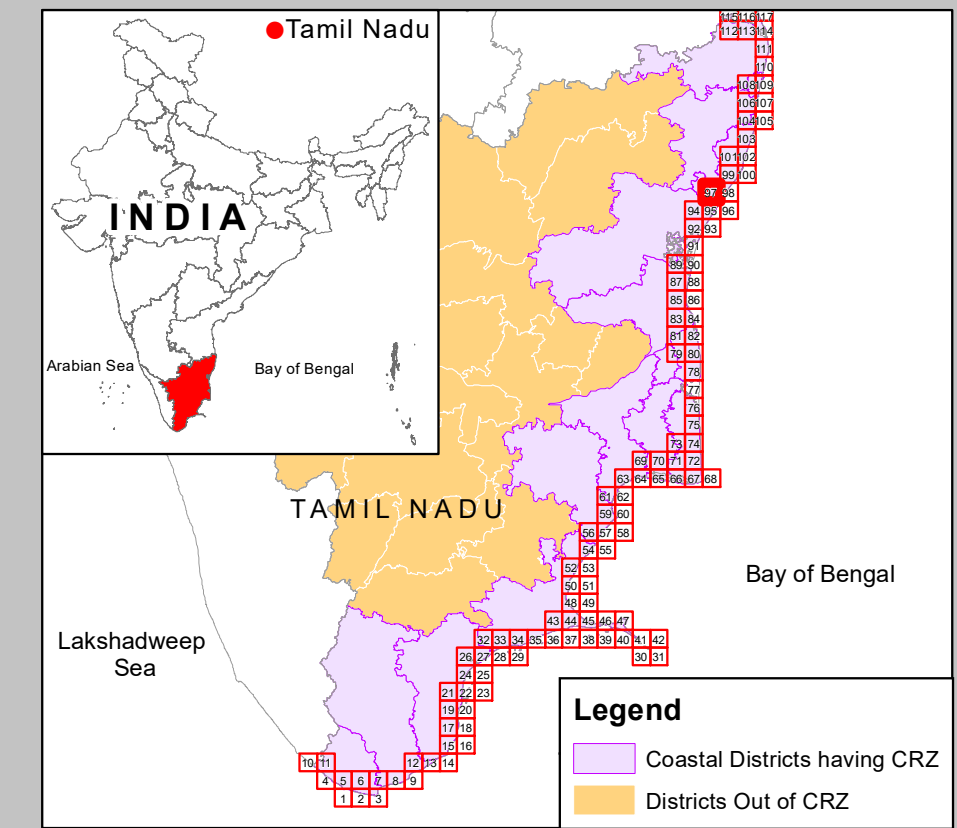 Tamil Nadu
INDIA
Arabian Sea
Bay of Bengal
115 116 117
112 113 114
111
110
108 109
106 107
104 105
103
101 102
99 100
97 98
94 95 96
92 93
91
89 90
87 88
85 86
83 84
81 82
79 80
78
77
76
75
73 74
69 70 71 72
63 64 65 66 67 68
61 62
59 60
56 57 58
54 55
52 53
50 51
48 49
43 44 45 46 47
32 33 34 35 36 37 38 39 40 41 42
26 27 28 29 30 31
24 25
21 22 23
19 20
17 18
15 16
10 11 12 13 14
4 5 6 7 8 9
1 2 3
TAMIL NADU
Bay of Bengal
Lakshadweep
Sea
Legend
Coastal Districts having CRZ
Districts Out of CRZ